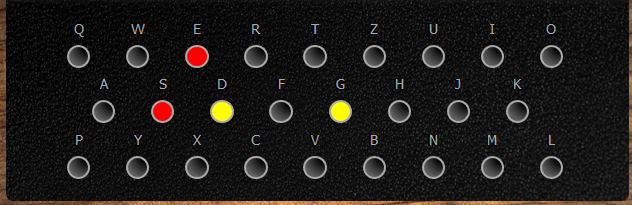 Q W E R T Z U I O
A S D F G H J K
P Y X C V B N M L